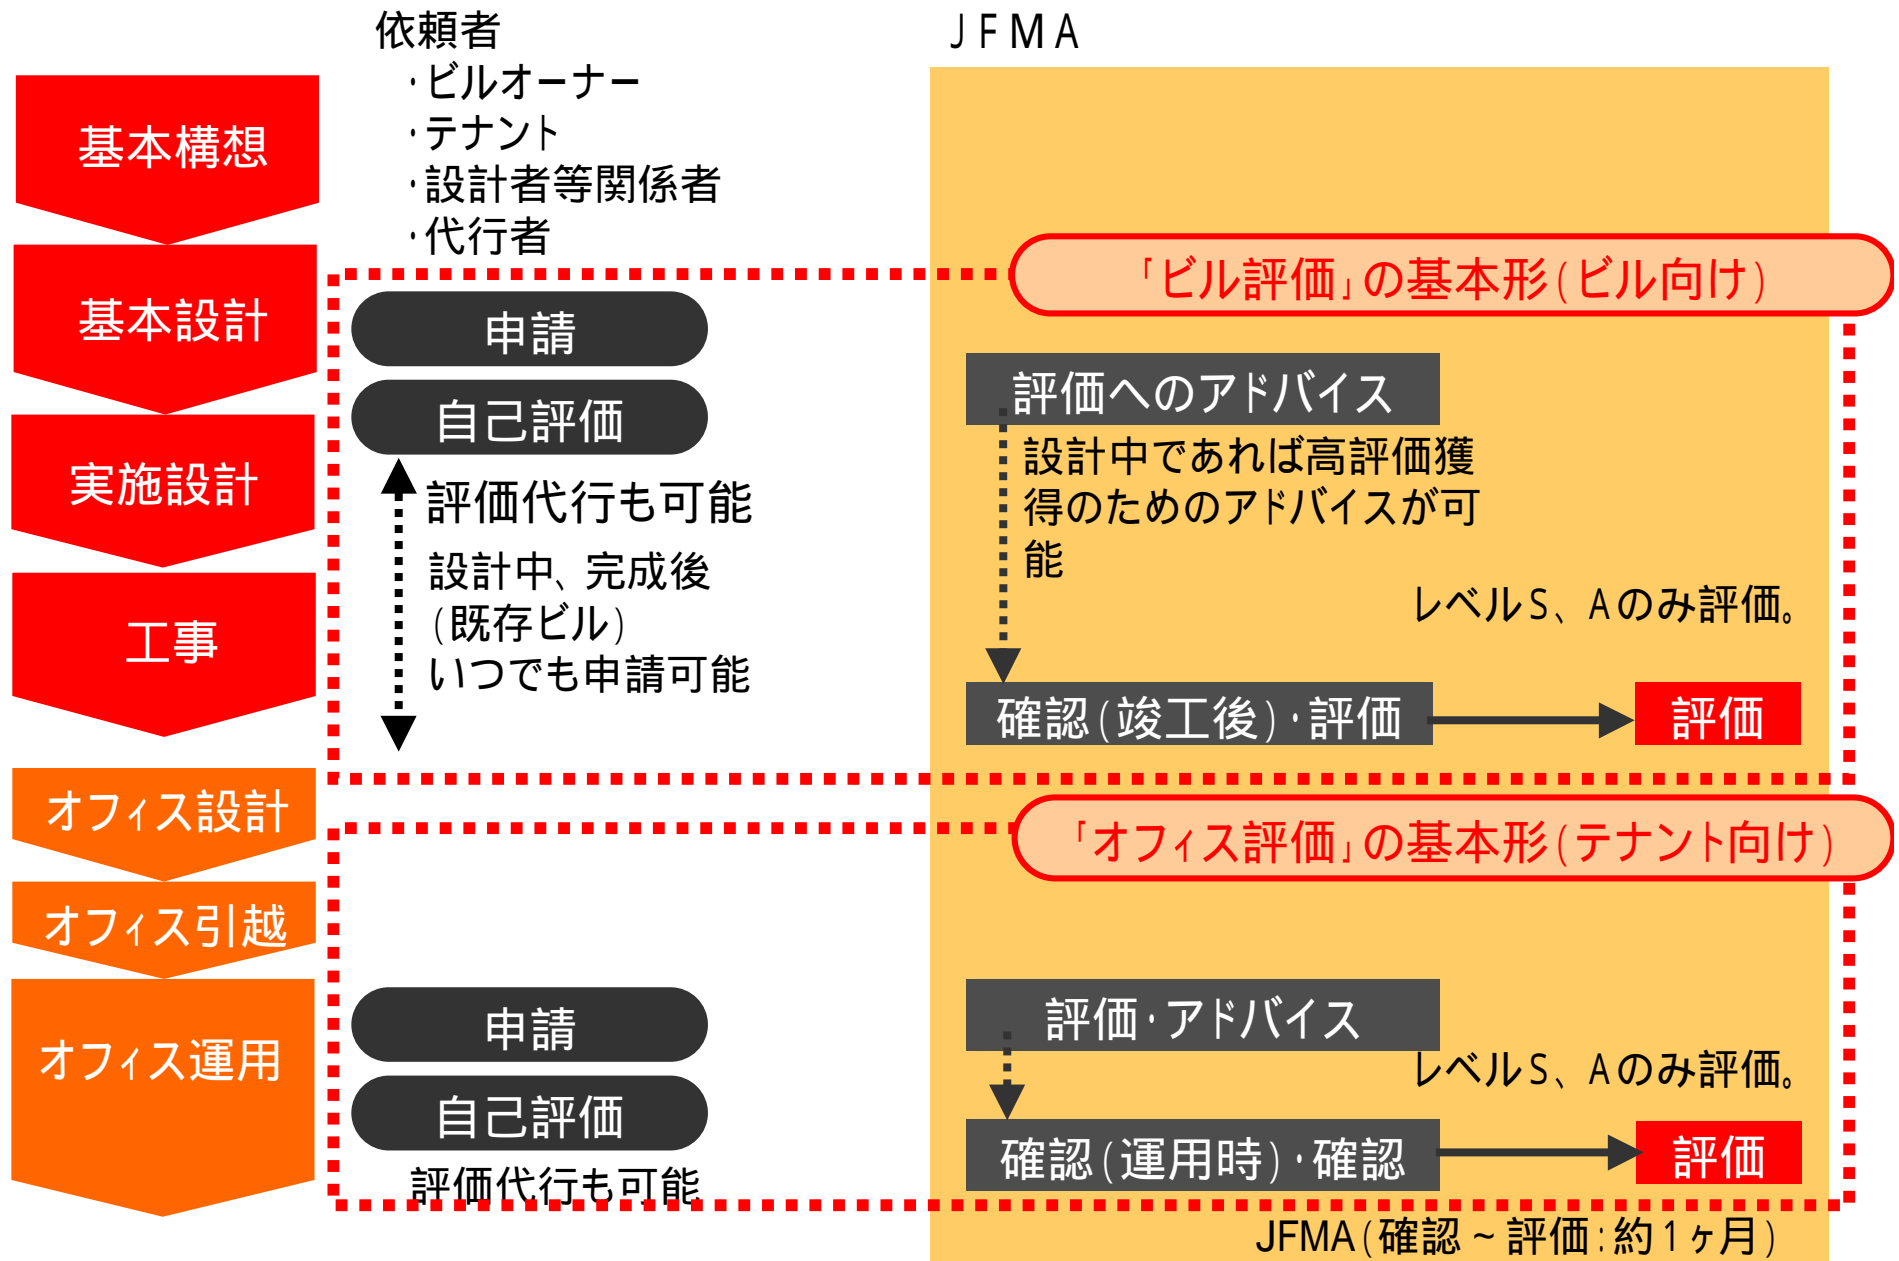 依頼者
・ビルオーナー
・テナント
・設計者等関係者
・代行者
JFMA
基本構想
基本設計
実施設計
工事
オフィス設計
オフィス引越
オフィス運用
「ビル評価」の基本形(ビル向け)
申請
自己評価
評価代行も可能
設計中、完成後
(既存ビル)
いつでも申請可能
評価へのアドバイス
設計中であれば高評価獲
得のためのアドバイスが可
能
レベルS、Aのみ評価。
確認(竣工後)・評価
評価
「オフィス評価」の基本形(テナント向け)
申請
自己評価
評価代行も可能
評価・アドバイス
レベルS、Aのみ評価。
確認(運用時)・確認
評価
JFMA(確認~評価:約1ヶ月)